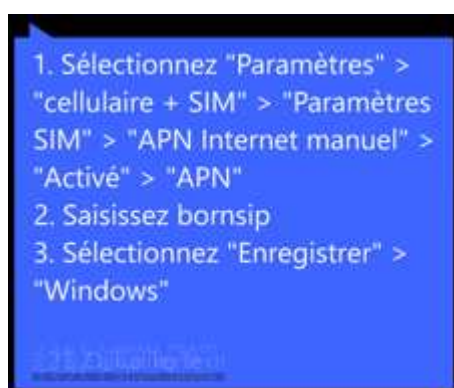 1. Sélectionnez "Paramètres" >
"cellulaire + SIM" > "Paramètres
SIM" > "APN Internet manuel" >
"Activé" > "APN"
2. Saisissez bornsip
3. Sélectionnez "Enregistrer" >
"Windows"